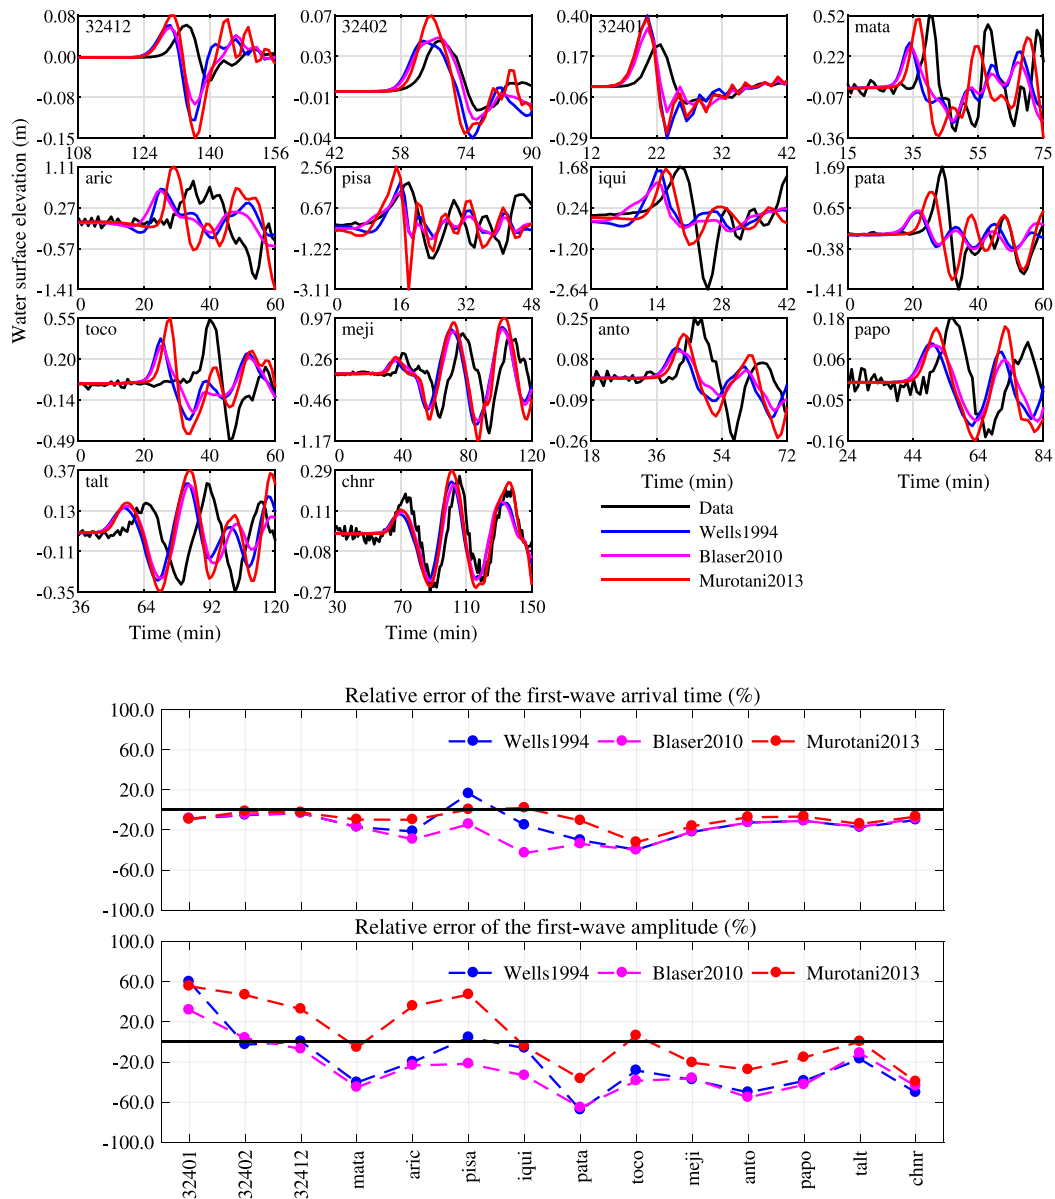 32412
0.08
0.00
-0.08
-0.15
108 124 140 156
32402
0.07
0.03
-0.01
-0.04
42 58 74 90
32401
0.40
0.17
-0.06
-0.29
12 22 32 42
mata
0.52
0.22
-0.07
-0.36
15 35 55 75
Water surface elevation (m)
aric
1.11
0.27
-0.57
-1.41
0 20 40 60
pisa
2.56
0.67
-1.22
-3.11
0 16 32 48
iqui
1.68
0.24
-1.20
-2.64
0 14 28 42
pata
1.68
0.65
-0.38
-1.41
0 20 40 60
toco
0.55
0.20
-0.14
-0.49
0 20 40 60
meji
0.97
0.26
-0.46
-1.17
0 40 80 120
anto
0.25
0.08
-0.09
-0.26
18 36 54 72
Time (min)
papo
0.18
0.06
-0.05
-0.16
24 44 64 84
Time (min)
talt
0.37
0.13
-0.11
-0.35
36 64 92 120
Time (min)
chnr
0.29
0.11
-0.08
-0.27
30 70 110 150
Time (min)
Data
Wells1994
Blaser2010
Murotani2013
Relative error of the first-wave arrival time (%)
100.0
60.0
20.0
-20.0
-60.0
-100.0
Wells1994 Blaser2010 Murotani2013
Relative error of the first-wave amplitude (%)
100.0
60.0
20.0
-20.0
-60.0
-100.0
Wells1994 Blaser2010 Murotani2013
32401 32402 32412 mata aric pisa iqui pata toco meji anto papo talt chnr